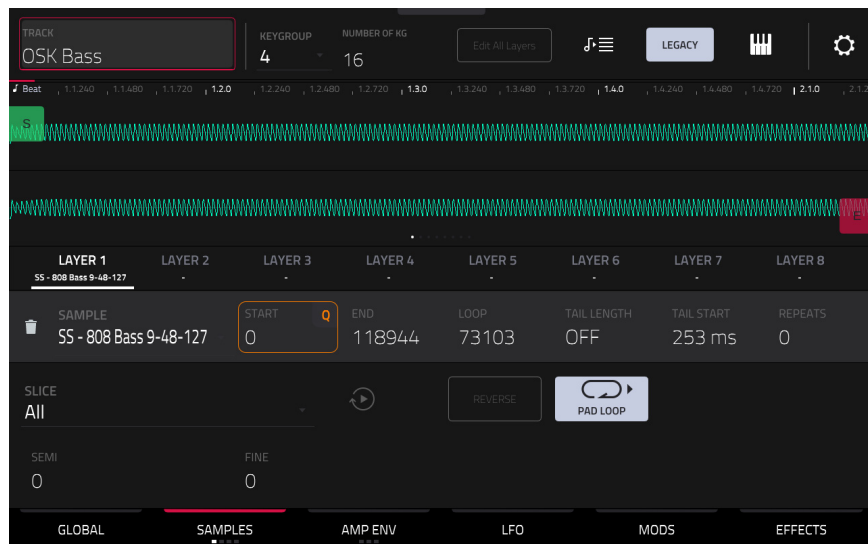 TRACK
OSK Bass
KEYGROUP
4
NUMBER OF KG
16
Edit All Layers
LEGACY
Beat 1.1.240 1.1.480 1.1.720 1.2.0 1.2.240 1.2.480 1.2.720 1.3.0 1.3.240 1.3.480 1.3.720 1.4.0 1.4.240 1.4.480 1.4.720 2.1.0 2.1.2
S
E
LAYER 1 LAYER 2 LAYER 3 LAYER 4 LAYER 5 LAYER 6 LAYER 7 LAYER 8
SS - 808 Bass 9-48-127 - - - - - - -
SAMPLE START Q END LOOP TAIL LENGTH TAIL START REPEATS
SS - 808 Bass 9-48-127 0 118944 73103 OFF 253 ms 0
SLICE
All
REVERSE
PAD LOOP
SEMI FINE
0 0
GLOBAL SAMPLES AMP ENV LFO MODS EFFECTS